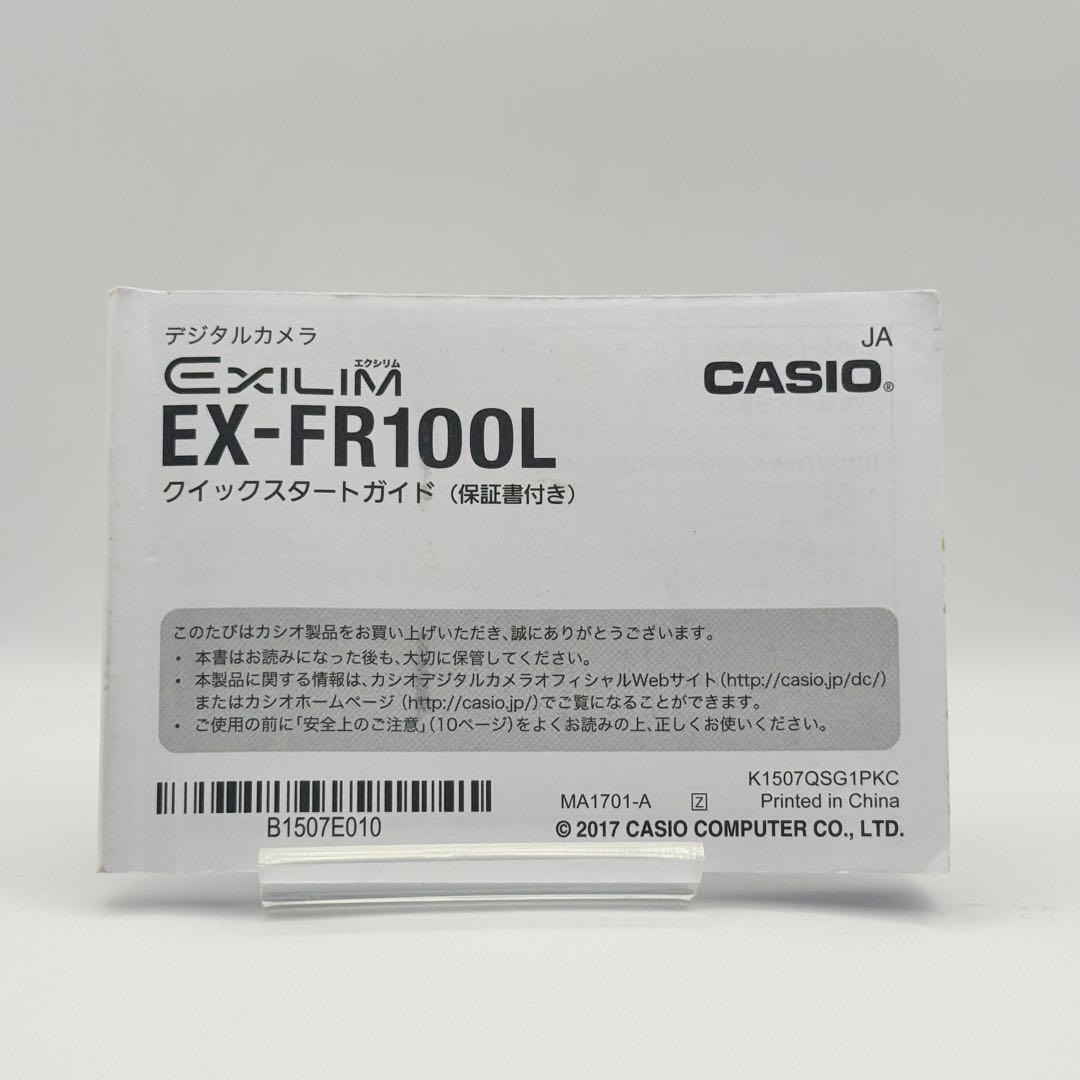 デジタルカメラ
JA
エクシリム
EXILIM
CASIO®
EX-FR100L
クイックスタートガイド（保証書付き）
このたびはカシオ製品をお買い上げいただき、誠にありがとうございます。
• 本書はお読みになった後も、大切に保管してください。
• 本製品に関する情報は、カシオデジタルカメラオフィシャルWebサイト（http://casio.jp/dc/）
またはカシオホームページ（http://casio.jp/）でご覧になることができます。
• ご使用の前に「安全上のご注意」（10ページ）をよくお読みの上、正しくお使いください。
K1507QSG1PKC
MA1701-A Z Printed in China
B1507E010
© 2017 CASIO COMPUTER CO., LTD.